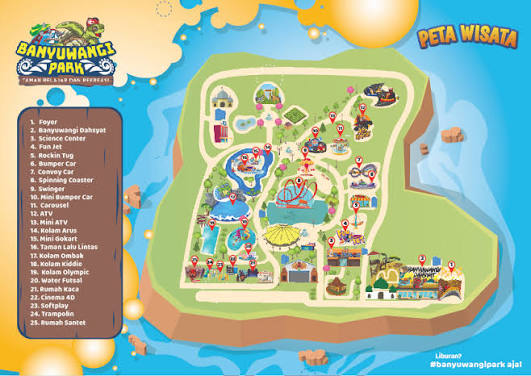 BANYUWANGI
PARK
TAMAN BELAJAR DAN REKREASI
PETA WISATA
1. Foyer
2. Banyuwangi Dahsyat
3. Science Center
4. Fun Jet
5. Rockin Tug
6. Bumper Car
7. Convoy Car
8. Spinning Coaster
9. Swinger
10. Mini Bumper Car
11. Carousel
12. ATV
13. Mini ATV
14. Kolam Arus
15. Mini Gokart
16. Taman Lalu Lintas
17. Kolam Ombak
18. Kolam Kiddie
19. Kolam Olympic
20. Water Futsal
21. Rumah Kaca
22. Cinema 4D
23. Softplay
24. Trampolin
25. Rumah Santet
BANYUWANGI
Liburan?
#banyuwangipark aja!